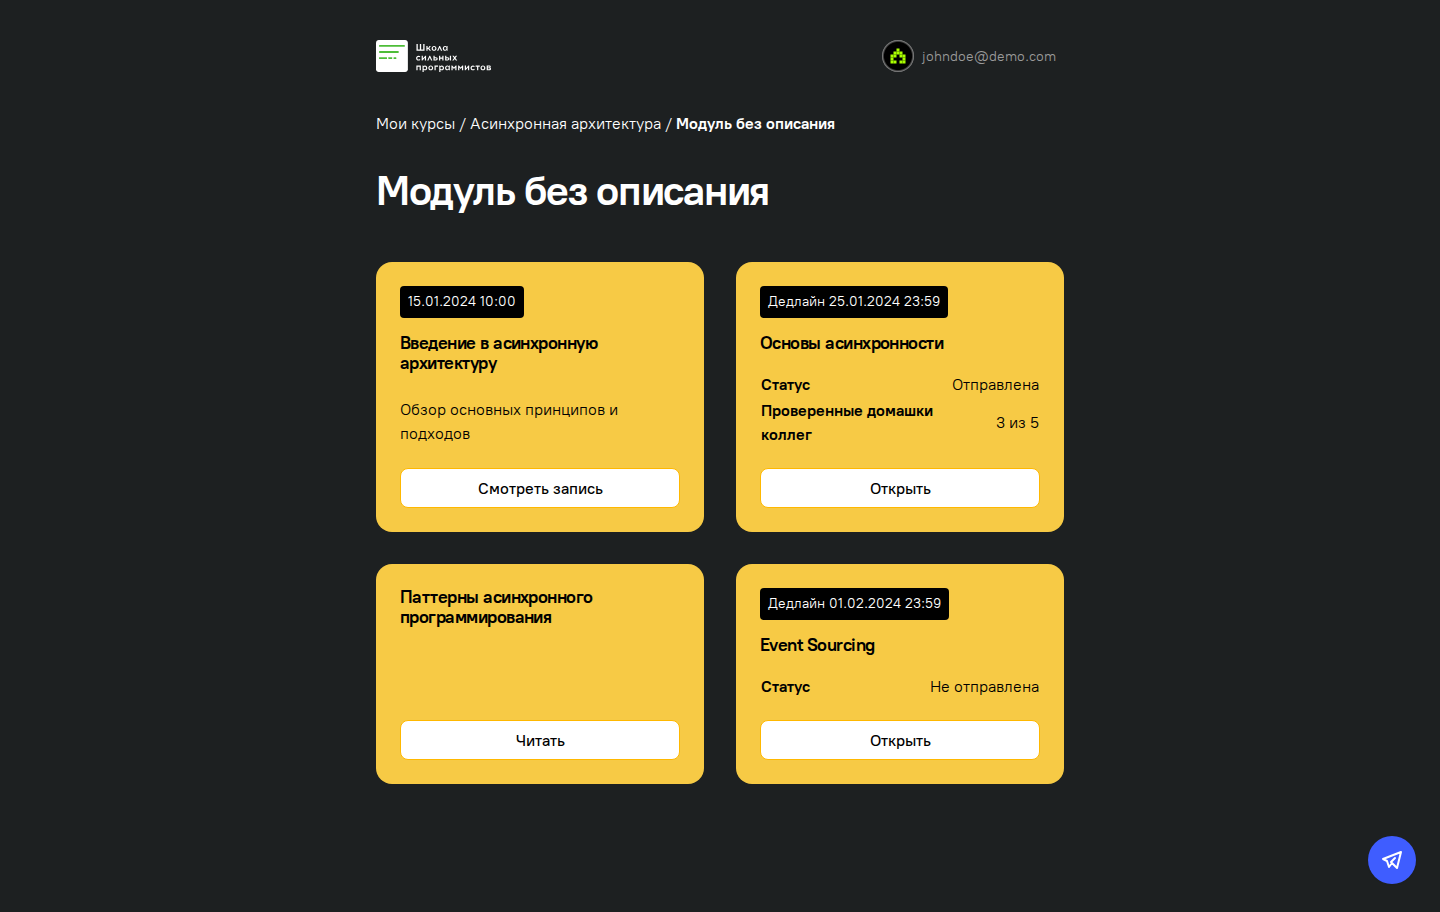 Школа
сильных
программистов
johndoe@demo.com
Мои курсы / Асинхронная архитектура / Модуль без описания
Модуль без описания
15.01.2024 10:00
Введение в асинхронную
архитектуру
Обзор основных принципов и
подходов
Смотреть запись
Дедлайн 25.01.2024 23:59
Основы асинхронности
Статус Отправлена
Проверенные домашки
коллег
3 из 5
Открыть
Паттерны асинхронного
программирования
Читать
Дедлайн 01.02.2024 23:59
Event Sourcing
Статус Не отправлена
Открыть